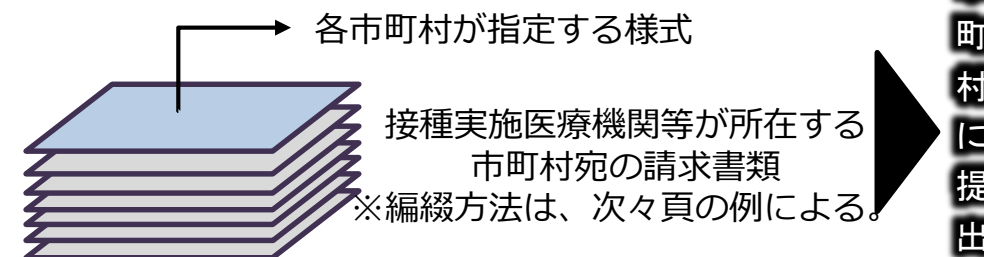 各市町村が指定する様式
接種実施医療機関等が所在する
市町村宛の請求書類
※編綴方法は、次々頁の例による。
町
村
に
提
出